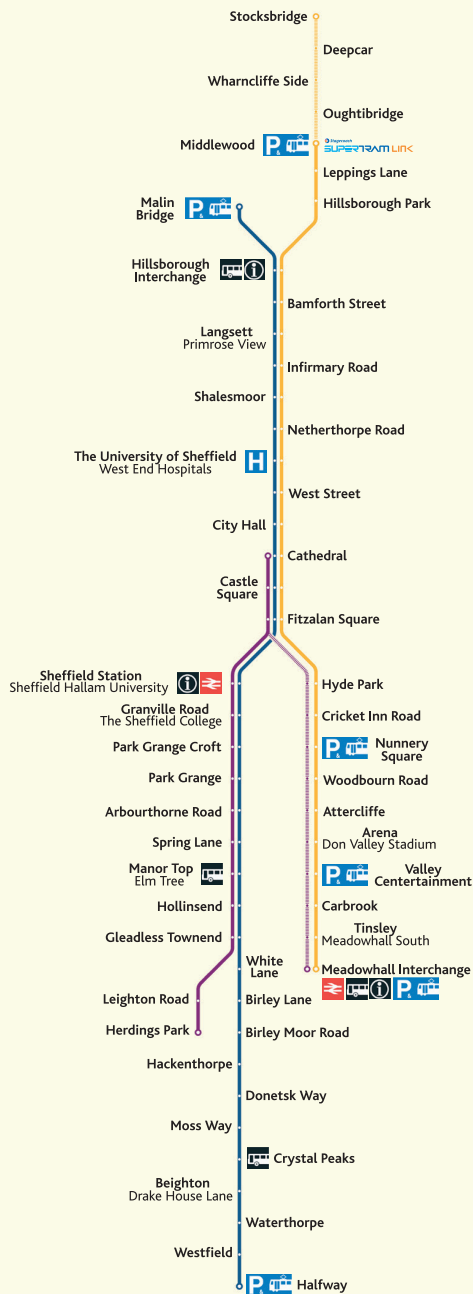 Stocksbridge
Deepcar
Wharncliffe Side
Oughtibridge
Middlewood
P
&
Stagecoach
SUPERTRAM LINK
Leppings Lane
Malin
Bridge
P
&
Hillsborough Park
Hillsborough
Interchange
i
Bamforth Street
Langsett
Primrose View
Infirmary Road
Shalesmoor
Netherthorpe Road
The University of Sheffield
West End Hospitals
H
West Street
City Hall
Cathedral
Castle
Square
Fitzalan Square
Sheffield Station
Sheffield Hallam University
i
Hyde Park
Granville Road
The Sheffield College
Cricket Inn Road
Park Grange Croft
P
&
Nunnery
Square
Park Grange
Woodbourn Road
Arbourthorne Road
Attercliffe
Spring Lane
Arena
Don Valley Stadium
Manor Top
Elm Tree
P
&
Valley
Centertainment
Hollinsend
Carbrook
Gleadless Townend
Tinsley
Meadowhall South
White
Lane
Meadowhall Interchange
i
P
&
Leighton Road
Birley Lane
Herdings Park
Birley Moor Road
Hackenthorpe
Donetsk Way
Moss Way
Crystal Peaks
Beighton
Drake House Lane
Waterthorpe
Westfield
P
&
Halfway